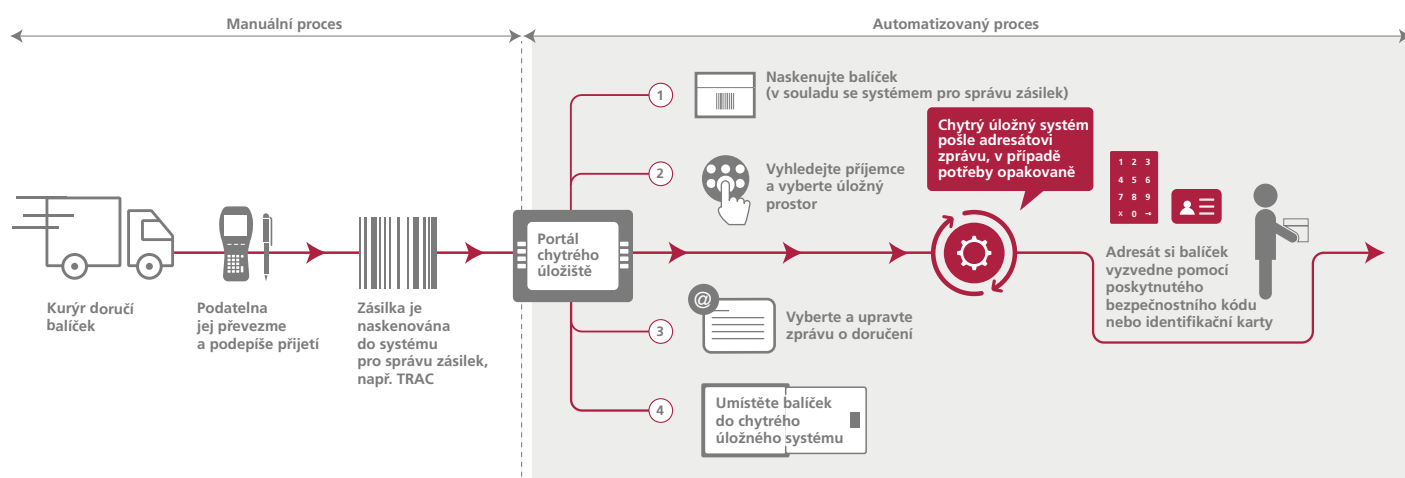 Manuální proces
Automatizovaný proces
Kurýr doručí
balíček
Podatelna
jej převezme
a podepíše přijetí
Zásilka je
naskenována
do systému
pro správu zásilek,
např. TRAC
Portál
chytrého
úložiště
1
Naskenujte balíček
(v souladu se systémem pro správu zásilek)
2
Vyhledejte příjemce
a vyberte úložný
prostor
3
@
Vyberte a upravte
zprávu o doručení
4
Umístěte balíček
do chytrého
úložného systému
Chytrý úložný systém
pošle adresátovi
zprávu, v případě
potřeby opakovaně
1 2 3
4 5 6
7 8 9
x 0 →
Adresát si balíček
vyzvedne pomocí
poskytnutého
bezpečnostního kódu
nebo identifikační karty